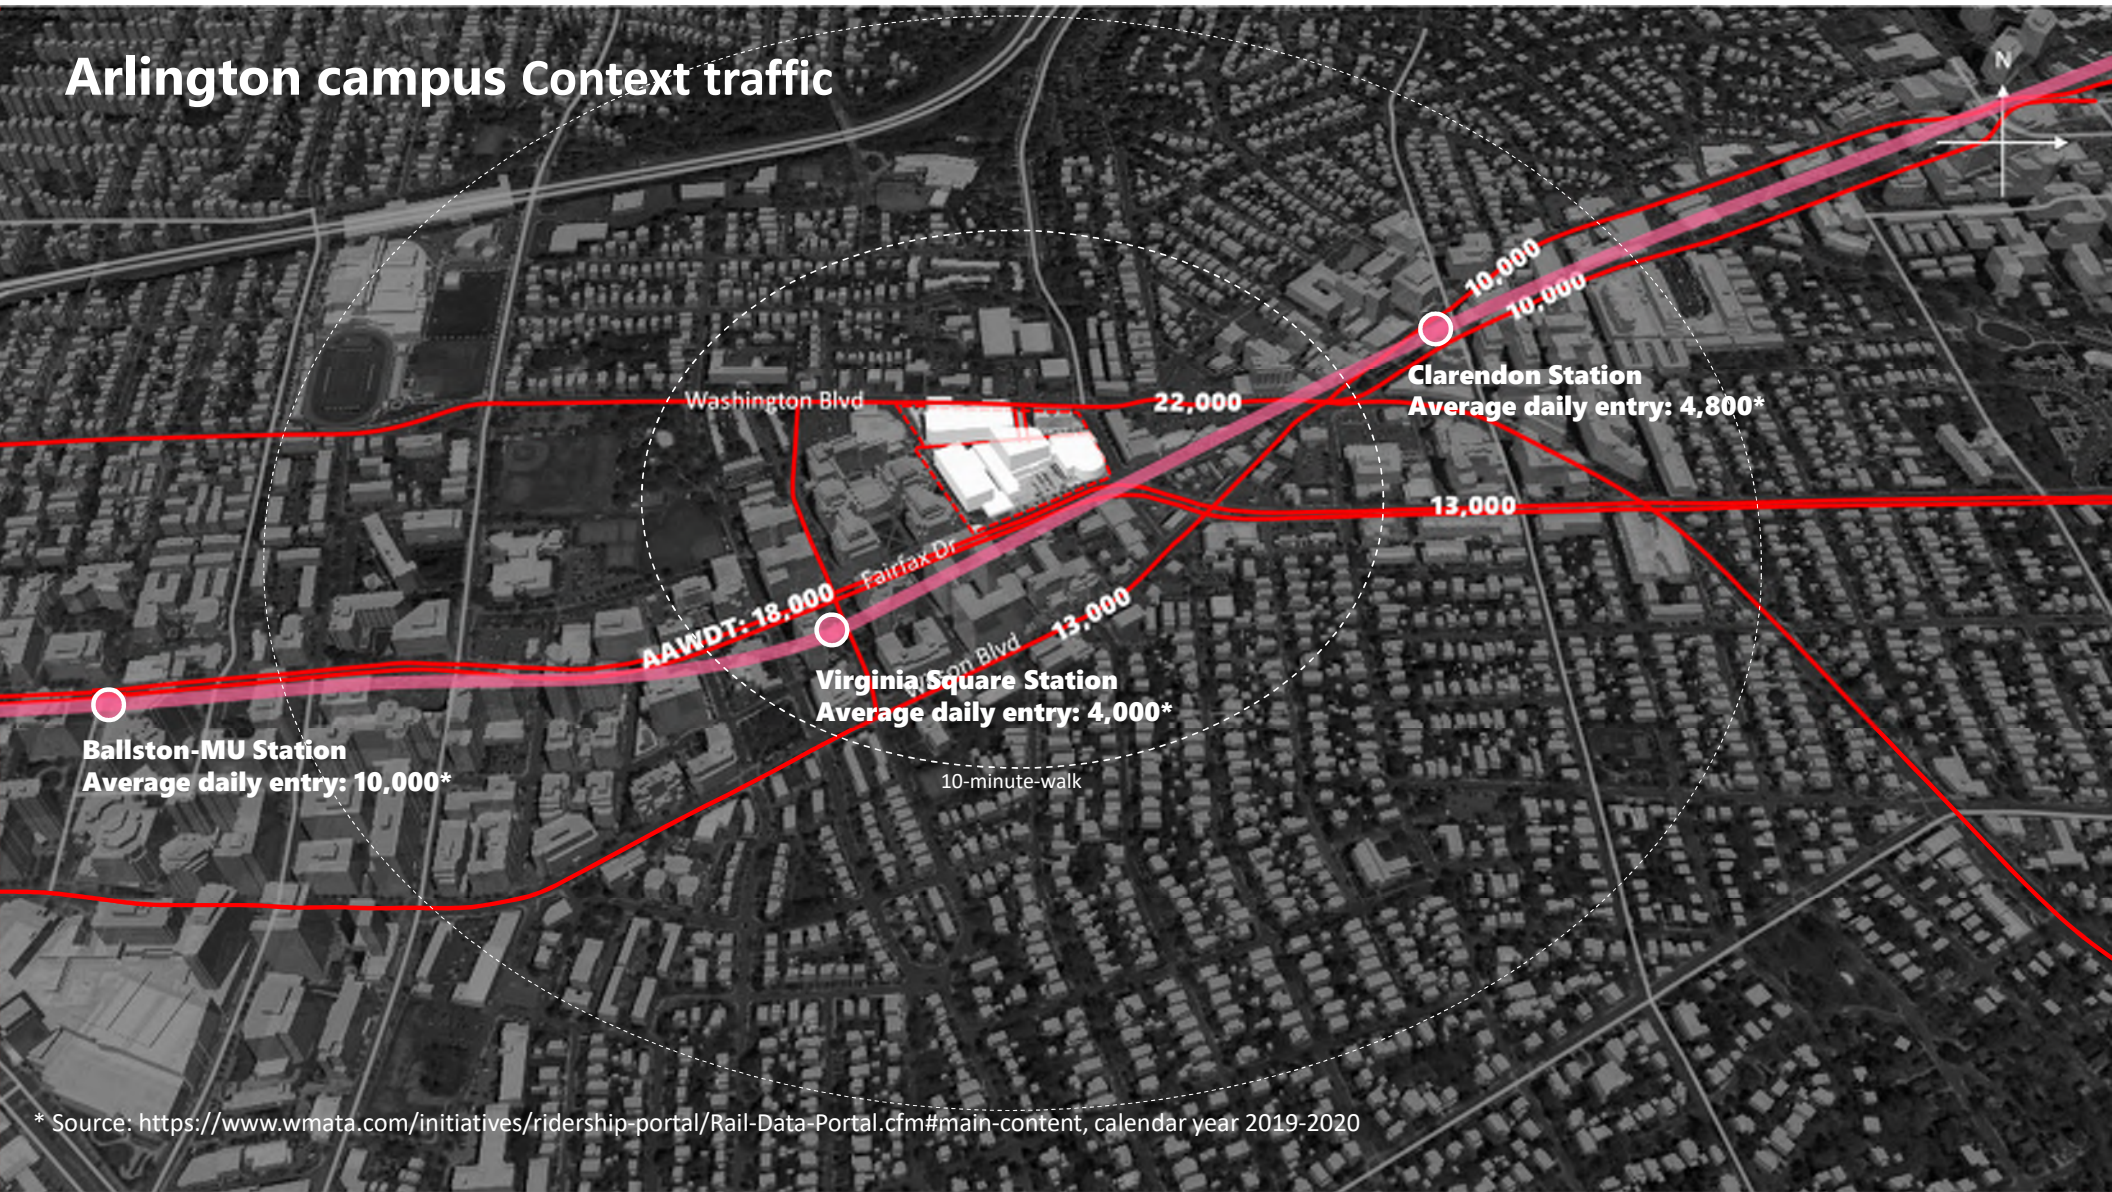 Arlington campus Context traffic
N
10,000
10,000
Clarendon Station
Average daily entry: 4,800*
Washington Blvd
22,000
13,000
Fairfax Dr
AAWDT: 18,000
13,000
Wilson Blvd
Virginia Square Station
Average daily entry: 4,000*
Ballston-MU Station
Average daily entry: 10,000*
10-minute-walk
* Source: https://www.wmata.com/initiatives/ridership-portal/Rail-Data-Portal.cfm#main-content, calendar year 2019-2020